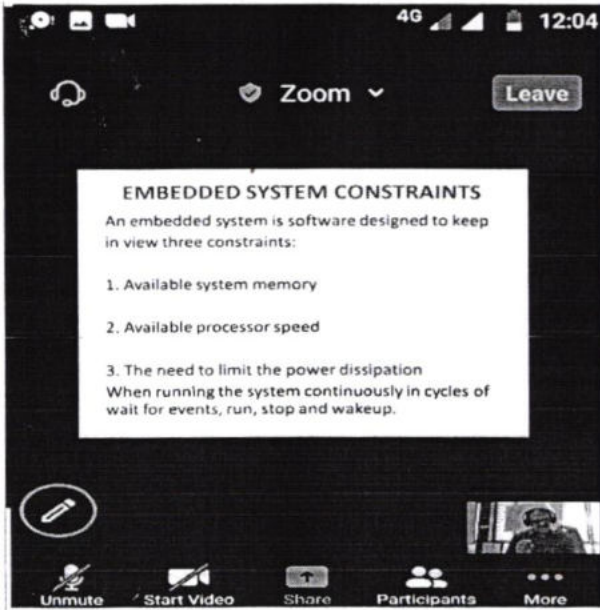 4G 12:04
Zoom Leave
EMBEDDED SYSTEM CONSTRAINTS
An embedded system is software designed to keep
in view three constraints:
1. Available system memory
2. Available processor speed
3. The need to limit the power dissipation
When running the system continuously in cycles of
wait for events, run, stop and wakeup.
Unmute Start Video Share Participants More